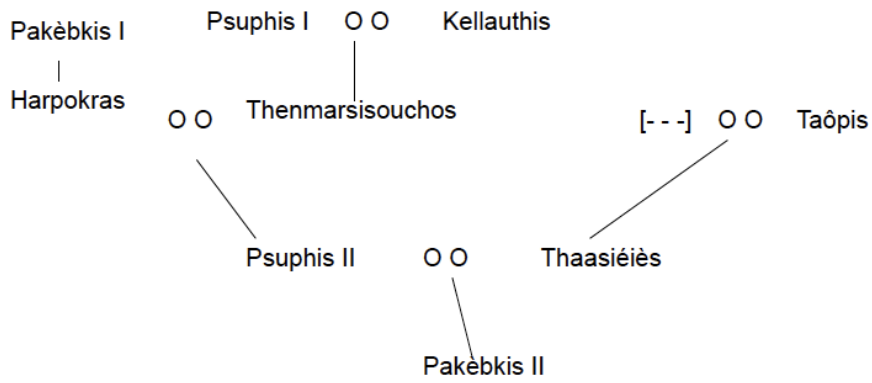 Pakèbkis I
Psuphis I O O Kellauthis
Harpokras
Thenmarsisouchos
O O
[- - -] O O Taôpis
Psuphis II O O Thaasiéiès
Pakèbkis II